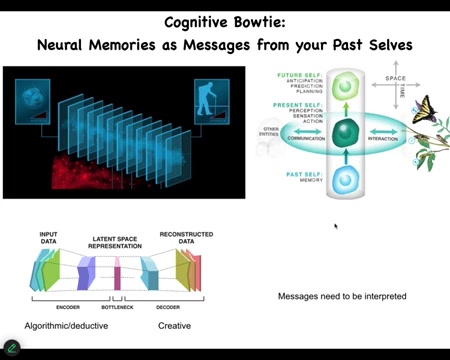 Cognitive Bowtie:
Neural Memories as Messages from your Past Selves
FUTURE SELF:
ANTICIPATION
PREDICTION
PLANNING
SPACE
TIME
PRESENT SELF:
PERCEPTION
SENSATION
ACTION
OTHER
ENTITIES
COMMUNICATION
INTERACTION
PAST SELF:
MEMORY
INPUT
DATA
LATENT SPACE
REPRESENTATION
RECONSTRUCTED
DATA
ENCODER
BOTTLENECK
DECODER
Algorithmic/deductive
Creative
Messages need to be interpreted